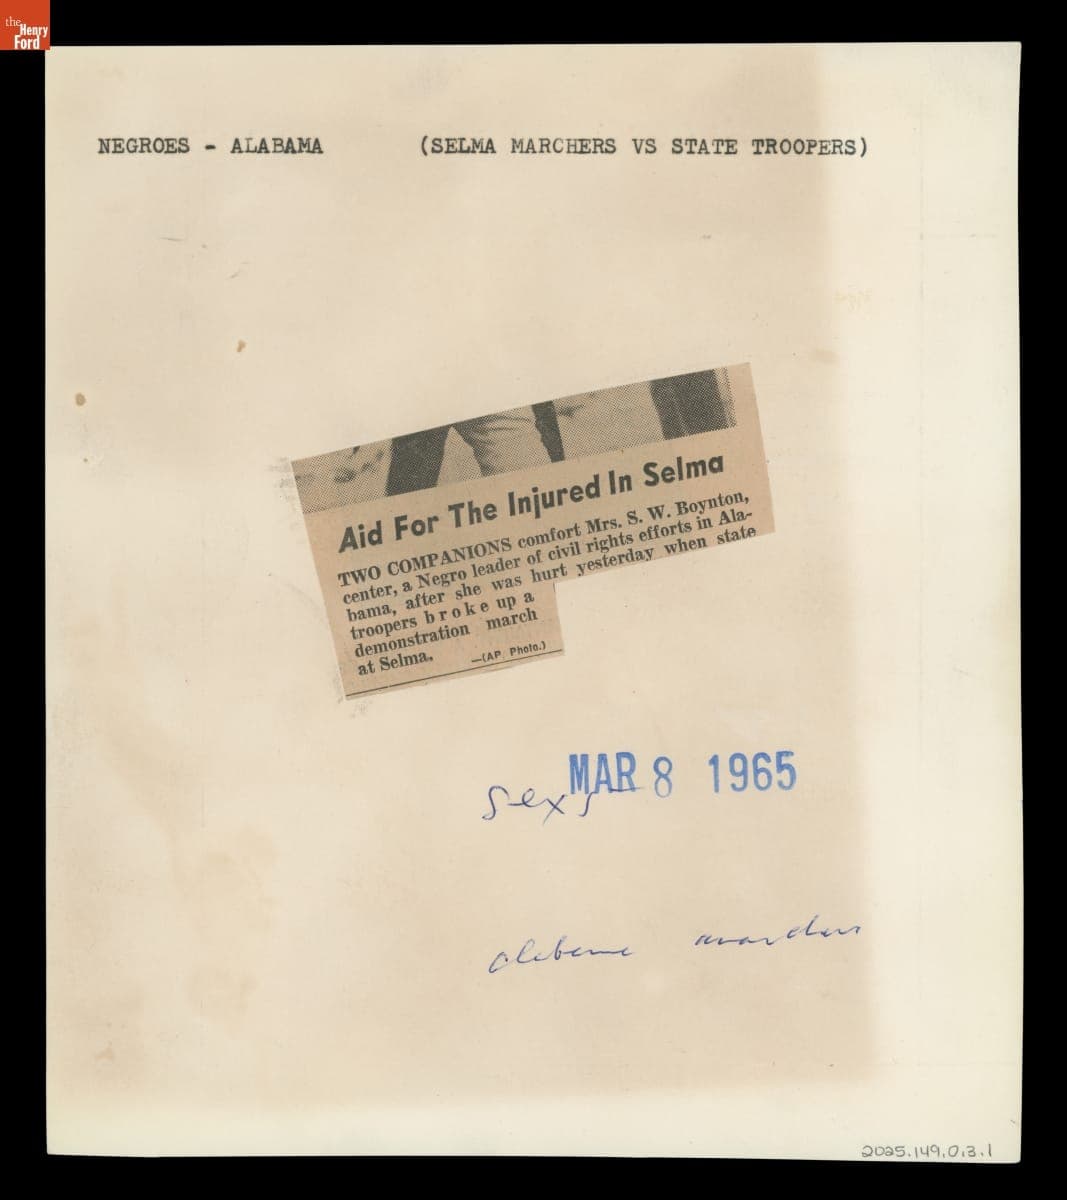 the
Henry
Ford
NEGROES - ALABAMA (SELMA MARCHERS VS STATE TROOPERS)
Aid For The Injured In Selma
TWO COMPANIONS comfort Mrs. S. W. Boynton,
center, a Negro leader of civil rights efforts in Ala-
bama, after she was hurt yesterday when state
troopers broke up a
demonstration march
at Selma. —(AP Photo.)
MAR 8 1965
2025.149.0.3.1